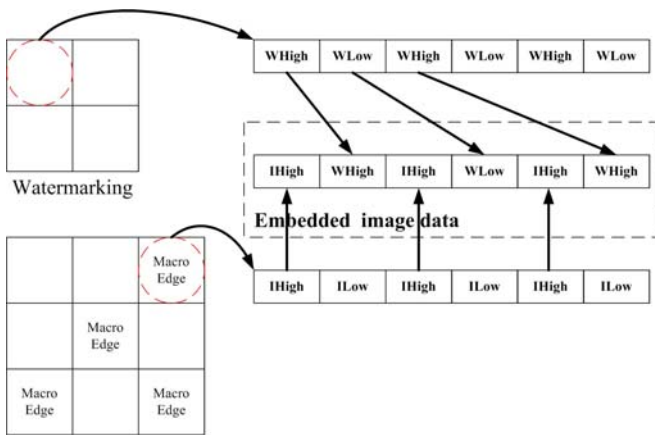 WHigh WLow WHigh WLow WHigh WLow
Watermarking
IHigh WHigh IHigh WLow IHigh WHigh
Embedded image data
Macro
Edge
IHigh ILow IHigh ILow IHigh ILow
Macro
Edge
Macro
Edge
Macro
Edge